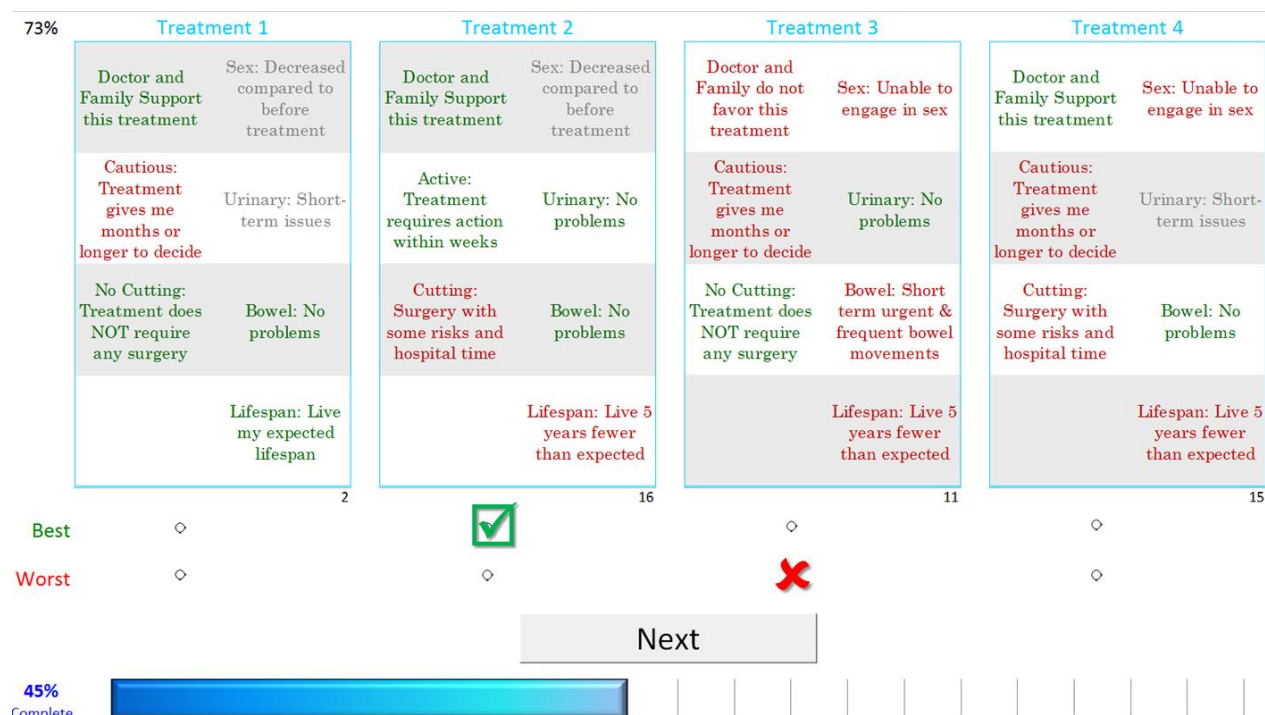 73%
Treatment 1
Treatment 2
Treatment 3
Treatment 4
Doctor and
Family Support
this treatment
Sex: Decreased
compared to
before
treatment
Doctor and
Family Support
this treatment
Sex: Decreased
compared to
before
treatment
Doctor and
Family do not
favor this
treatment
Sex: Unable to
engage in sex
Doctor and
Family Support
this treatment
Sex: Unable to
engage in sex
Cautious:
Treatment
gives me
months or
longer to decide
Urinary: Short-
term issues
Active:
Treatment
requires action
within weeks
Urinary: No
problems
Cautious:
Treatment
gives me
months or
longer to decide
Urinary: No
problems
Cautious:
Treatment
gives me
months or
longer to decide
Urinary: Short-
term issues
No Cutting:
Treatment does
NOT require
any surgery
Bowel: No
problems
Cutting:
Surgery with
some risks and
hospital time
Bowel: No
problems
No Cutting:
Treatment does
NOT require
any surgery
Bowel: Short
term urgent &
frequent bowel
movements
Cutting:
Surgery with
some risks and
hospital time
Bowel: No
problems
Lifespan: Live
my expected
lifespan
Lifespan: Live 5
years fewer
than expected
Lifespan: Live 5
years fewer
than expected
Lifespan: Live 5
years fewer
than expected
2
16
11
15
Best
Worst
Next
45%
Complete